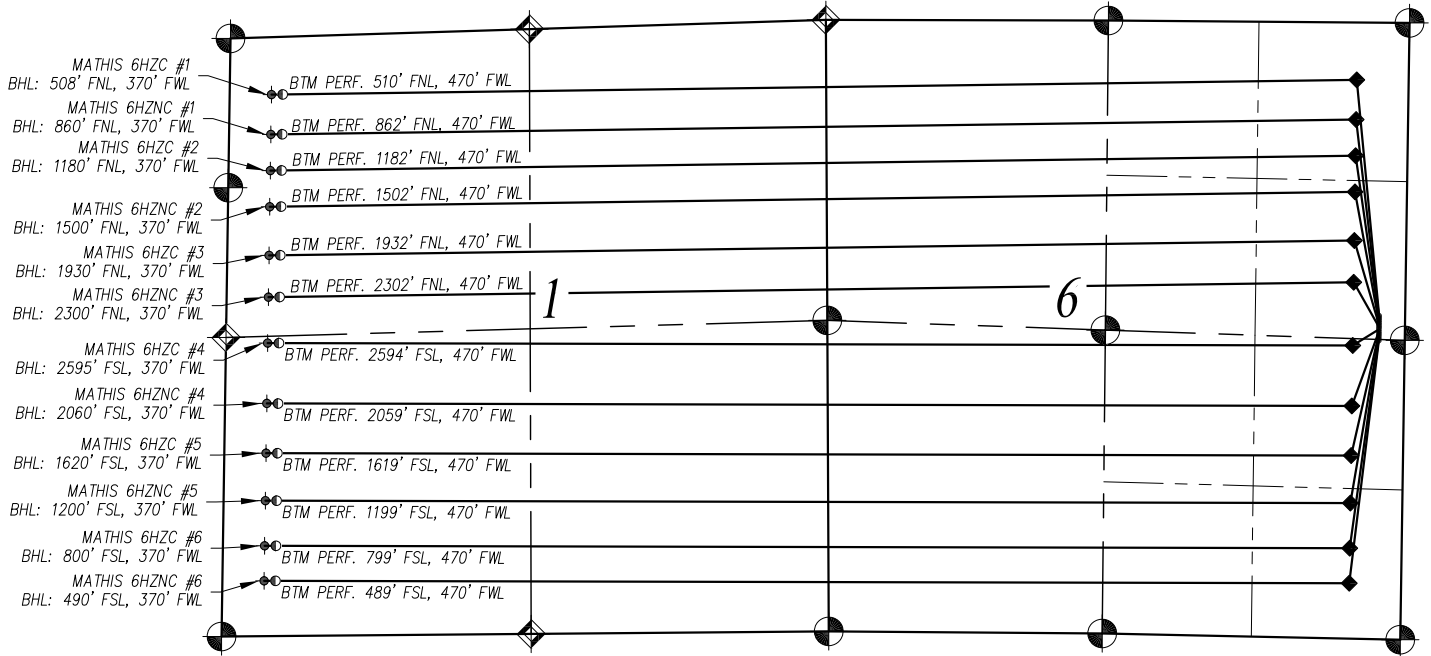 MATHIS 6HZC #1
BHL: 508' FNL, 370' FWL
BTM PERF. 510' FNL, 470' FWL
MATHIS 6HZNC #1
BHL: 860' FNL, 370' FWL
BTM PERF. 862' FNL, 470' FWL
MATHIS 6HZC #2
BHL: 1180' FNL, 370' FWL
BTM PERF. 1182' FNL, 470' FWL
MATHIS 6HZNC #2
BHL: 1500' FNL, 370' FWL
BTM PERF. 1502' FNL, 470' FWL
MATHIS 6HZC #3
BHL: 1930' FNL, 370' FWL
BTM PERF. 1932' FNL, 470' FWL
MATHIS 6HZNC #3
BHL: 2300' FNL, 370' FWL
BTM PERF. 2302' FNL, 470' FWL
1
6
MATHIS 6HZC #4
BHL: 2595' FSL, 370' FWL
BTM PERF. 2594' FSL, 470' FWL
MATHIS 6HZNC #4
BHL: 2060' FSL, 370' FWL
BTM PERF. 2059' FSL, 470' FWL
MATHIS 6HZC #5
BHL: 1620' FSL, 370' FWL
BTM PERF. 1619' FSL, 470' FWL
MATHIS 6HZNC #5
BHL: 1200' FSL, 370' FWL
BTM PERF. 1199' FSL, 470' FWL
MATHIS 6HZC #6
BHL: 800' FSL, 370' FWL
BTM PERF. 799' FSL, 470' FWL
MATHIS 6HZNC #6
BHL: 490' FSL, 370' FWL
BTM PERF. 489' FSL, 470' FWL